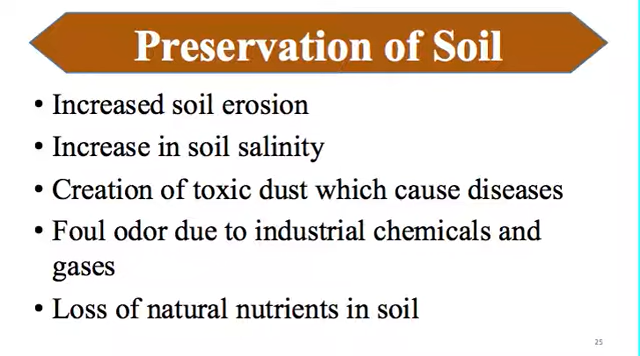 Preservation of Soil
• Increased soil erosion
• Increase in soil salinity
• Creation of toxic dust which cause diseases
• Foul odor due to industrial chemicals and
gases
• Loss of natural nutrients in soil
25